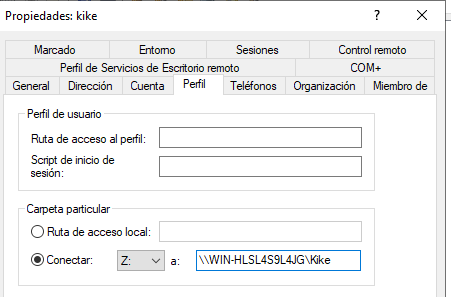 Propiedades: kike
? ×
Marcado Entorno Sesiones Control remoto
Perfil de Servicios de Escritorio remoto COM+
General Dirección Cuenta Perfil Teléfonos Organización Miembro de
Perfil de usuario
Ruta de acceso al perfil:
Script de inicio de
sesión:
Carpeta particular
Ruta de acceso local:
Conectar: Z: a: \\WIN-HLSL4S9L4JG\Kike